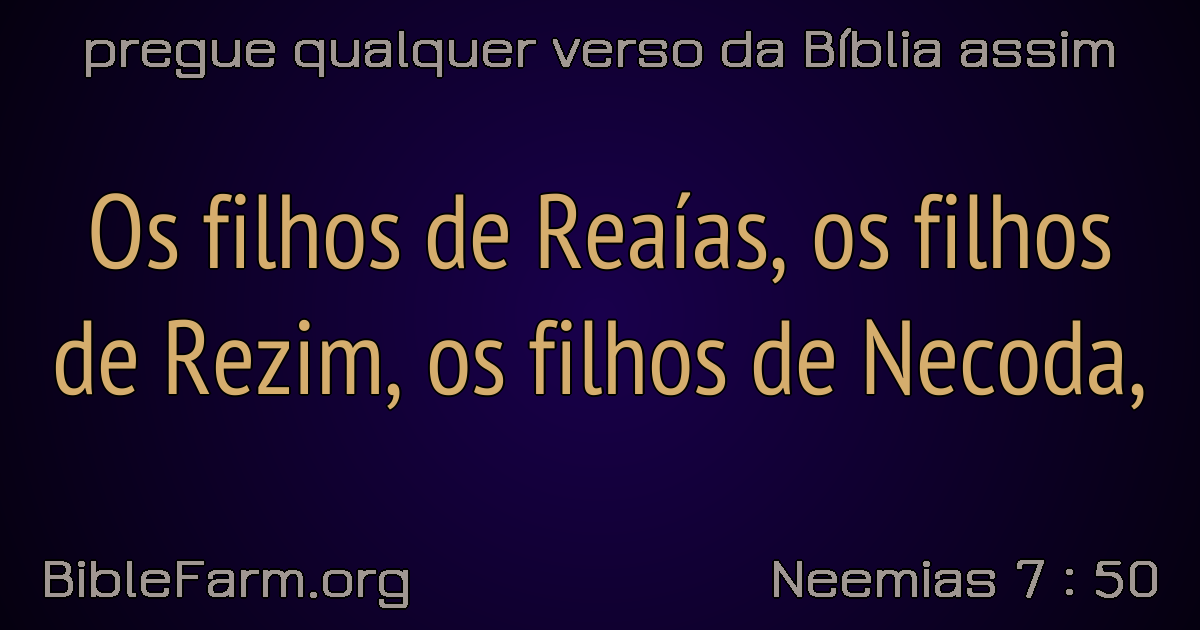 pregue qualquer verso da Bíblia assim
Os filhos de Reaías, os filhos
de Rezim, os filhos de Necoda,
BibleFarm.org
Neemias 7 : 50